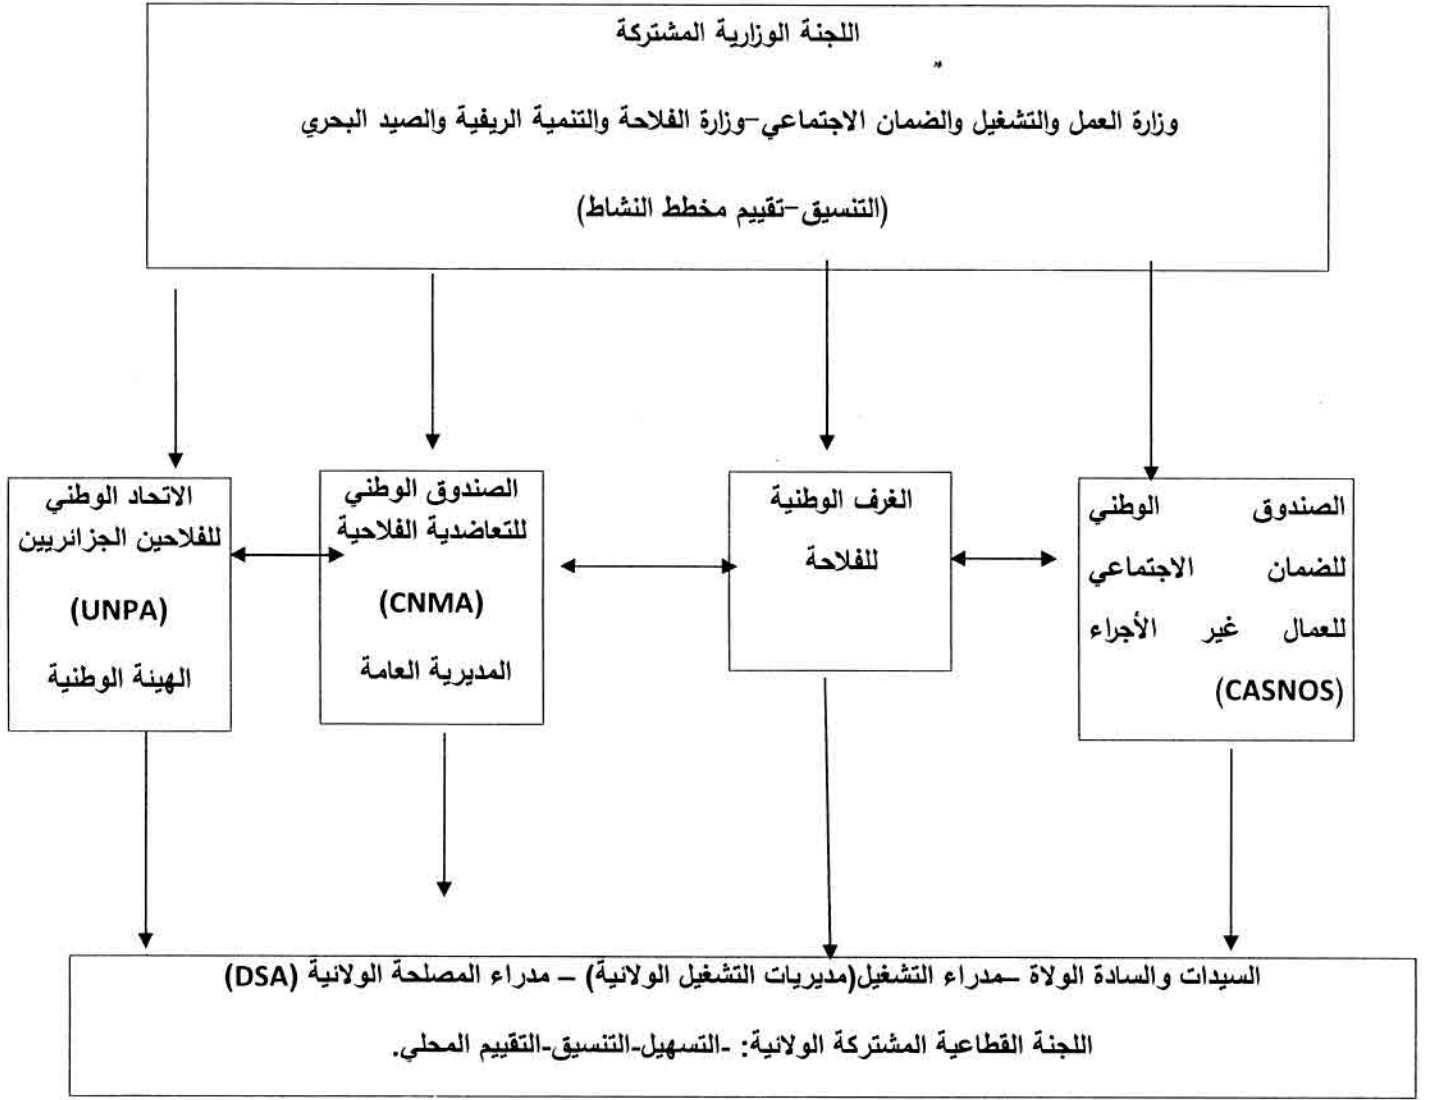 اللجنة الوزارية المشتركة
وزارة العمل والتشغيل والضمان الاجتماعي-وزارة الفلاحة والتنمية الريفية والصيد البحري
(التنسيق-تقييم مخطط النشاط)
الصندوق الوطني
للضمان الاجتماعي
للعمال غير الأجراء
(CASNOS)
الغرف الوطنية
للفلاحة
الصندوق الوطني
للتعاضدية الفلاحية
(CNMA)
المديرية العامة
الاتحاد الوطني
للفلاحين الجزائريين
(UNPA)
الهيئة الوطنية
السيدات والسادة الولاة –مدراء التشغيل(مديريات التشغيل الولائية) – مدراء المصلحة الولائية (DSA)
اللجنة القطاعية المشتركة الولائية: -التسهيل-التنسيق-التقييم المحلي.